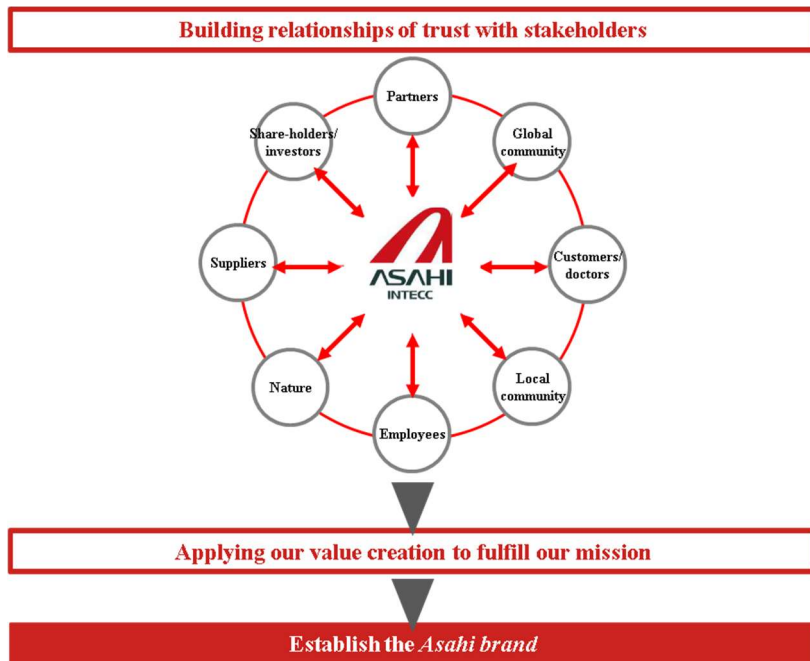 Building relationships of trust with stakeholders
Partners
Share-holders/
investors
Global
community
Suppliers
ASAHI
INTECC
Customers/
doctors
Nature
Local
community
Employees
Applying our value creation to fulfill our mission
Establish the Asahi brand